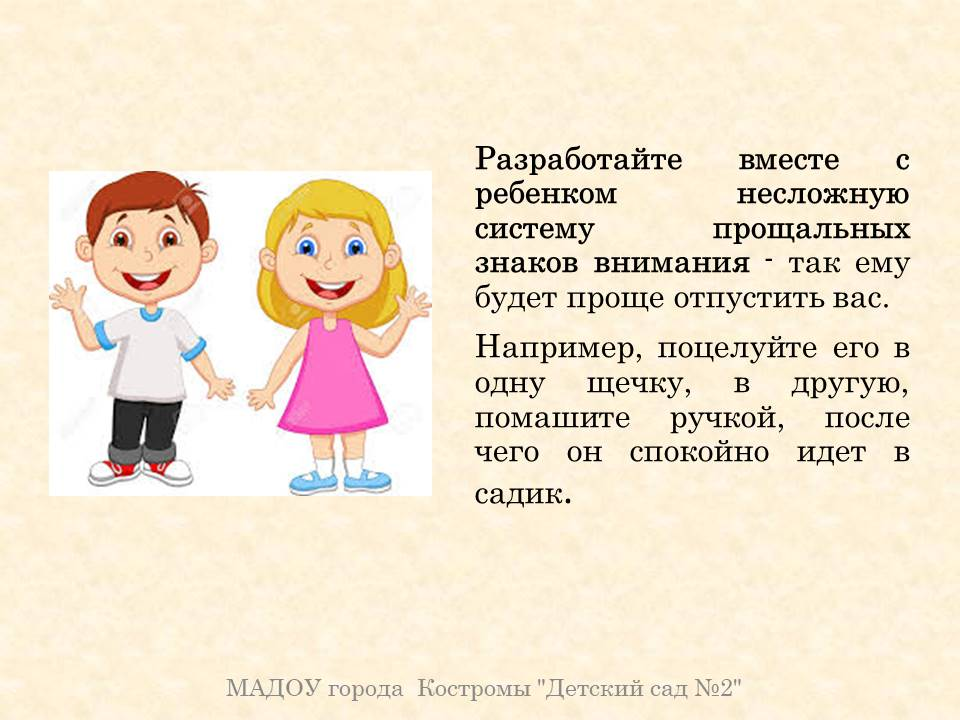 Разработайте вместе с
ребенком несложную
систему прощальных
знаков внимания - так ему
будет проще отпустить вас.
Например, поцелуйте его в
одну щечку, в другую,
помашите ручкой, после
чего он спокойно идет в
садик.
МАДОУ города Костромы "Детский сад №2"